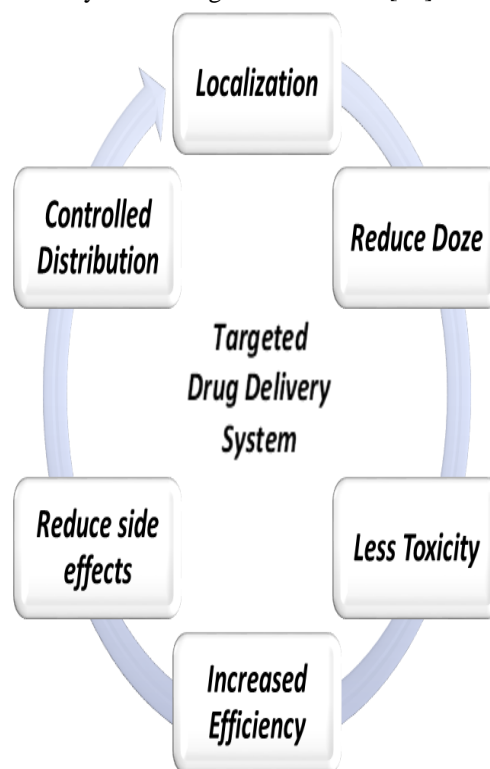 Localization
Reduce Doze
Less Toxicity
Increased
Efficiency
Reduce side
effects
Controlled
Distribution
Targeted
Drug Delivery
System